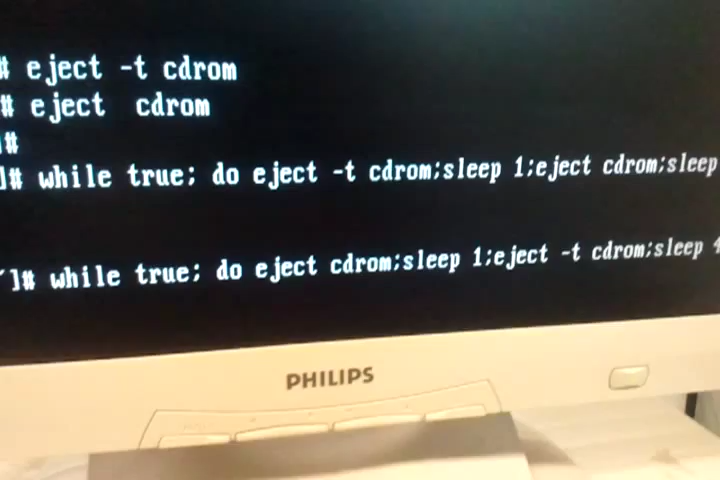 # eject -t cdrom
# eject  cdrom
]#
]# while true; do eject -t cdrom;sleep 1;eject cdrom;sleep
~]# while true; do eject cdrom;sleep 1;eject -t cdrom;sleep 4
PHILIPS